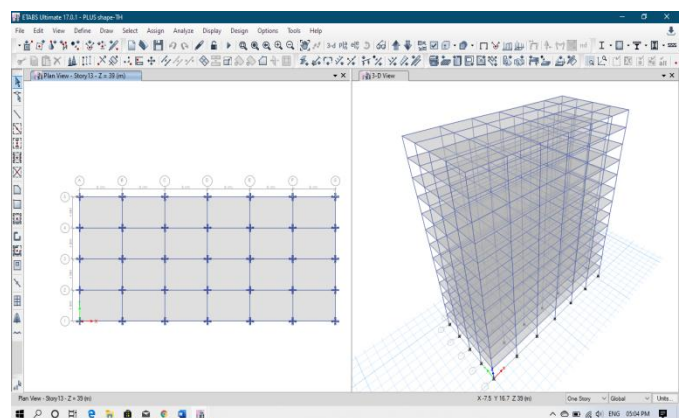 ETABS Ultimate 17.0.1 - PLUS shape-TH
File Edit View Define Draw Select Assign Analyze Display Design Options Tools Help
Plan View - Story13 - Z = 39 (m)
3-D View
Plan View - Story13 - Z = 39 (m)
X -7.5 Y 16.7 Z 39 (m)
One Story
Global
Units...
ENG 05:04 PM